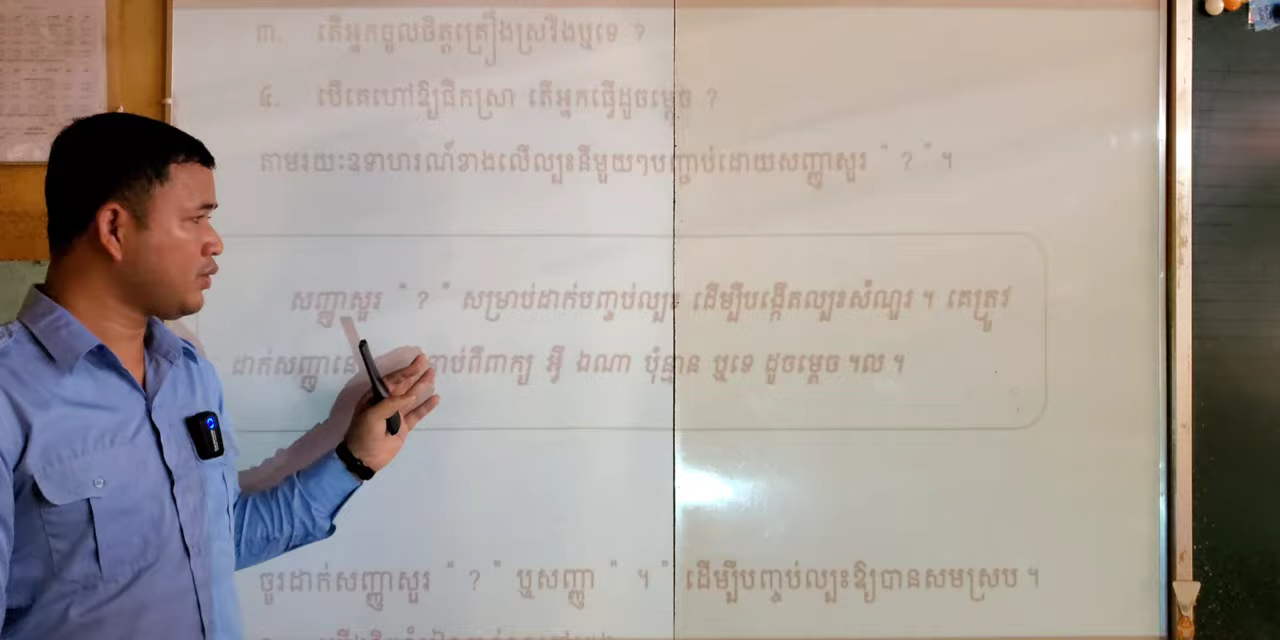 ៣. តើអ្នកចូលចិត្តគ្រឿងស្រវឹងឬទេ ?
៤. បើគេហៅឱ្យផឹកស្រា តើអ្នកធ្វើដូចម្ដេច ?
តាមរយៈឧទាហរណ៍ខាងលើល្បះនីមួយៗបញ្ចប់ដោយសញ្ញាសួរ " ? " ។
សញ្ញាសួរ " ? " សម្រាប់ដាក់បញ្ចប់ល្បះ ដើម្បីបង្កើតល្បះសំណួរ ។ គេត្រូវ
ដាក់សញ្ញានេះ ពីពាក្យ អ្វី ឯណា ប៉ុន្មាន ឬទេ ដូចម្ដេច ។ល ។
ចូរដាក់សញ្ញាសួរ " ? " ឬសញ្ញា " ។ " ដើម្បីបញ្ចប់ល្បះឱ្យបានសមស្រប ។